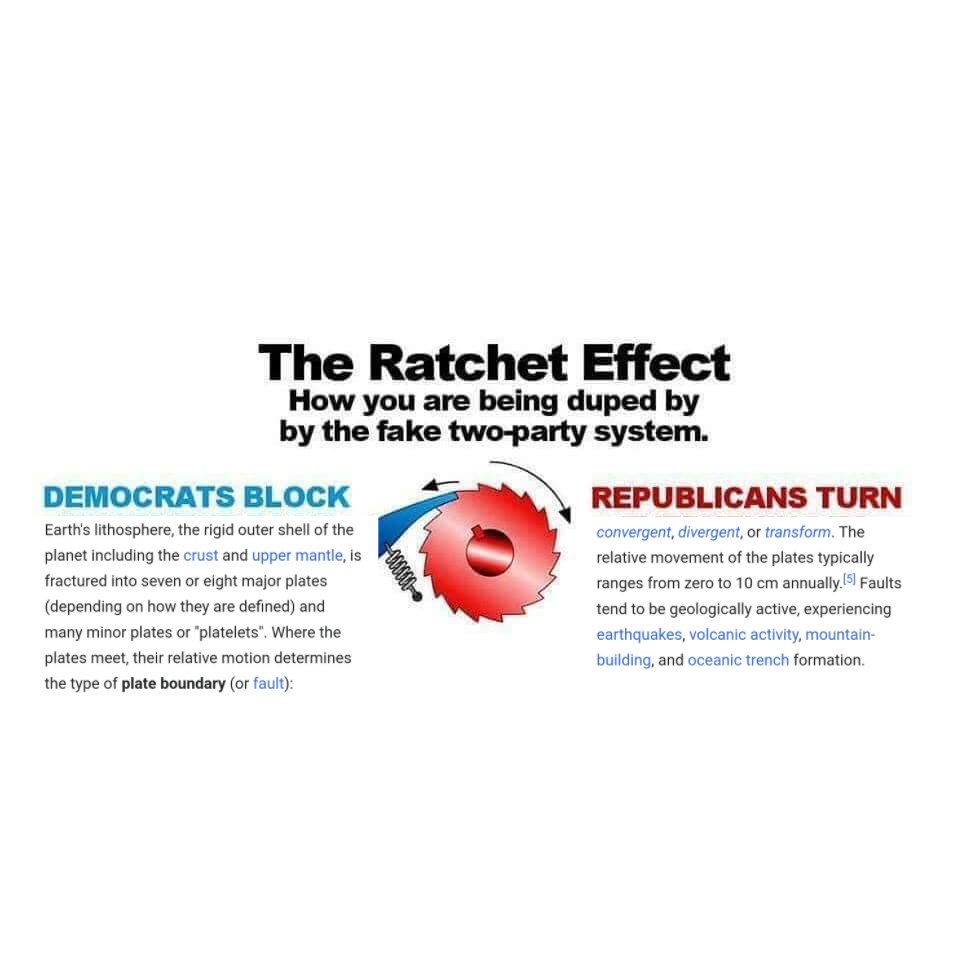 The Ratchet Effect
How you are being duped by
by the fake two-party system.
DEMOCRATS BLOCK
Earth's lithosphere, the rigid outer shell of the
planet including the crust and upper mantle, is
fractured into seven or eight major plates
(depending on how they are defined) and
many minor plates or "platelets". Where the
plates meet, their relative motion determines
the type of plate boundary (or fault):
REPUBLICANS TURN
convergent, divergent, or transform. The
relative movement of the plates typically
ranges from zero to 10 cm annually.[5] Faults
tend to be geologically active, experiencing
earthquakes, volcanic activity, mountain-
building, and oceanic trench formation.